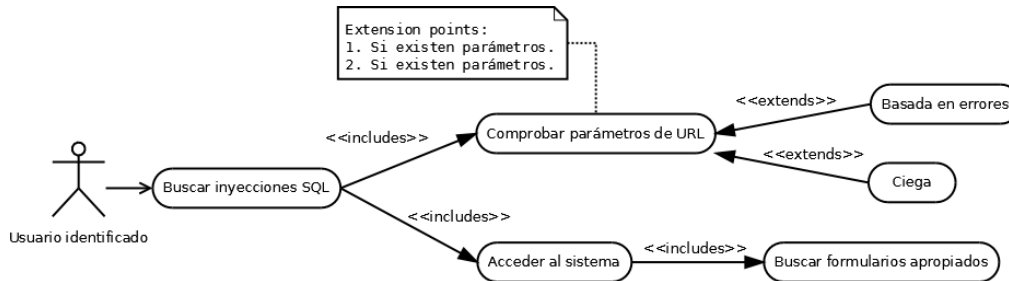 Extension points:
1. Si existen parámetros.
2. Si existen parámetros.
<<extends>>
Basada en errores
<<includes>>
Comprobar parámetros de URL
<<extends>>
Ciega
Buscar inyecciones SQL
<<includes>>
Usuario identificado
<<includes>>
Acceder al sistema
Buscar formularios apropiados